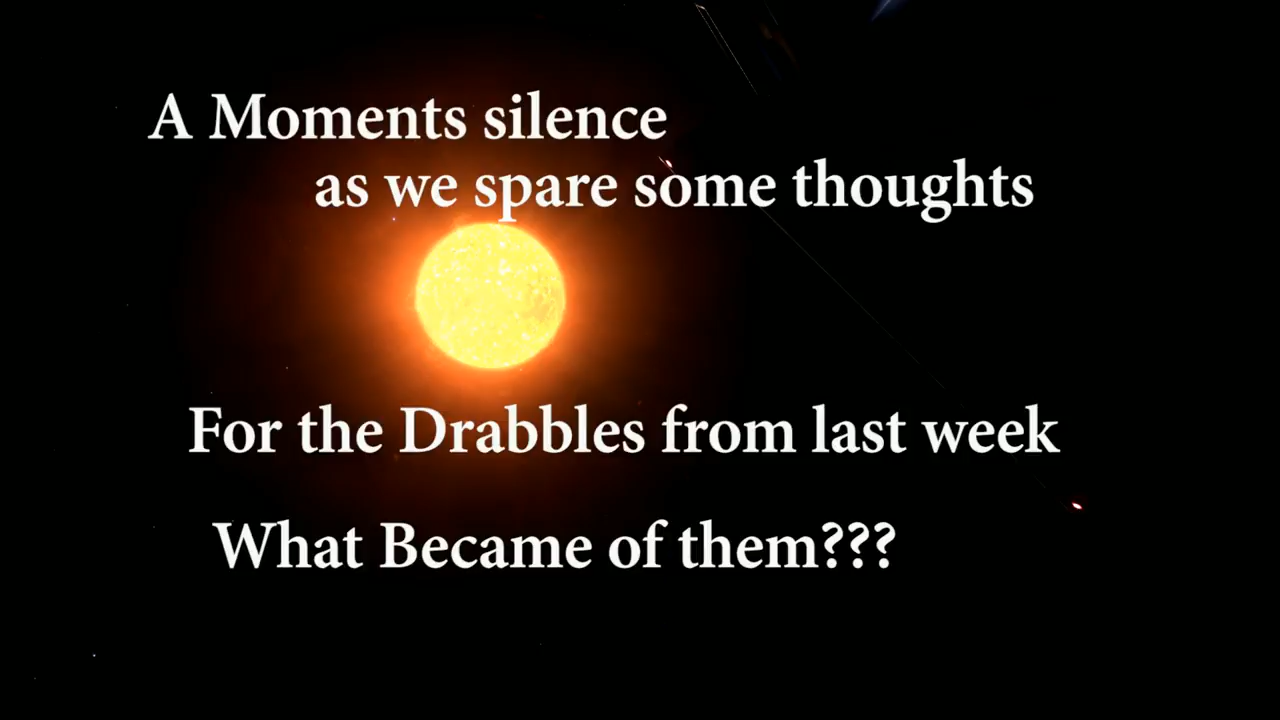 A Moments silence
as we spare some thoughts
For the Drabbles from last week
What Became of them???